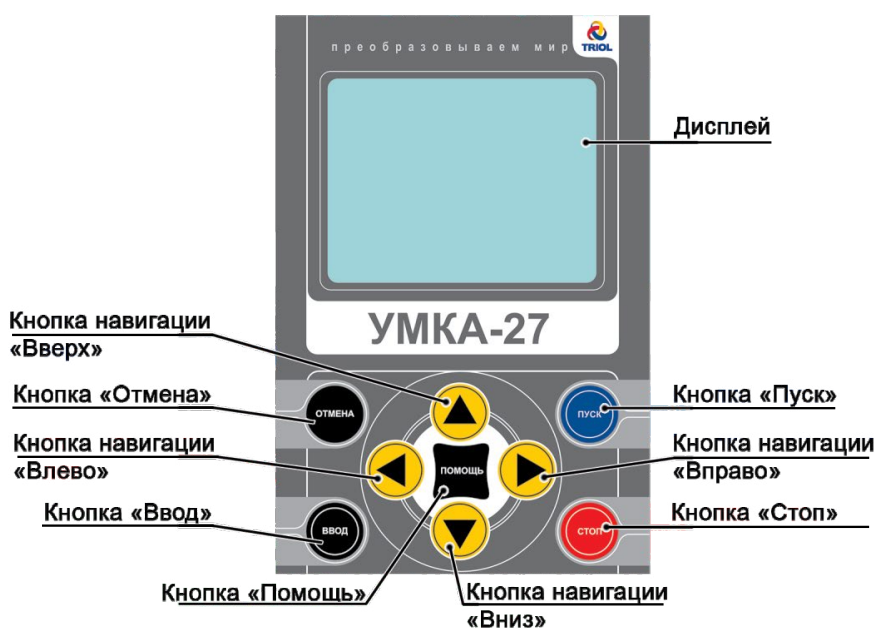 преобразовываем мир
TRIOL
Дисплей
УМКА-27
Кнопка навигации
«Вверх»
Кнопка «Отмена»
ОТМЕНА
ПУСК
Кнопка «Пуск»
Кнопка навигации
«Влево»
ПОМОЩЬ
Кнопка навигации
«Вправо»
Кнопка «Ввод»
ВВОД
СТОП
Кнопка «Стоп»
Кнопка «Помощь»
Кнопка навигации
«Вниз»